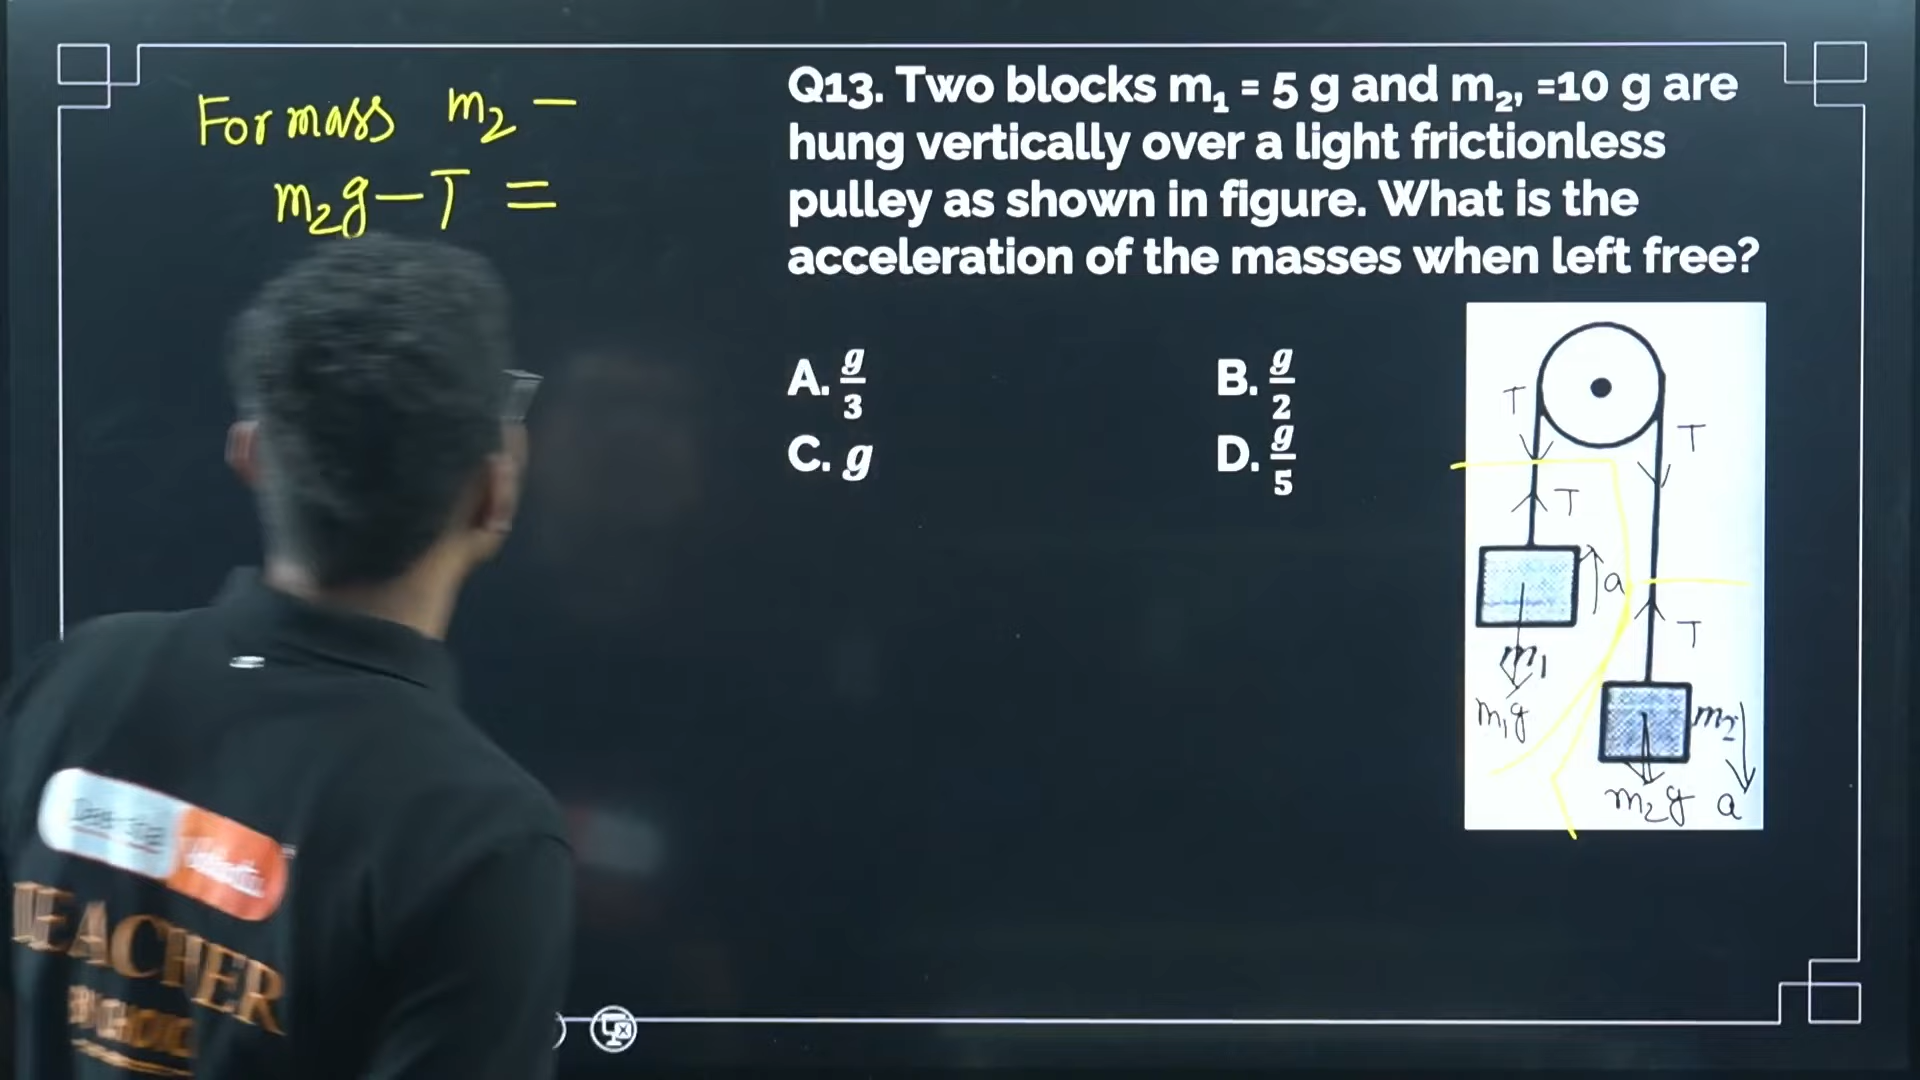 For mass m₂ —
m₂g – T =
Q13. Two blocks m₁ = 5 g and m₂, =10 g are
hung vertically over a light frictionless
pulley as shown in figure. What is the
acceleration of the masses when left free?
A. g/3
B. g/2
C. g
D. g/5
T
T
T
a
T
m₁
m₁g
m₂
m₂g a
TEACHER